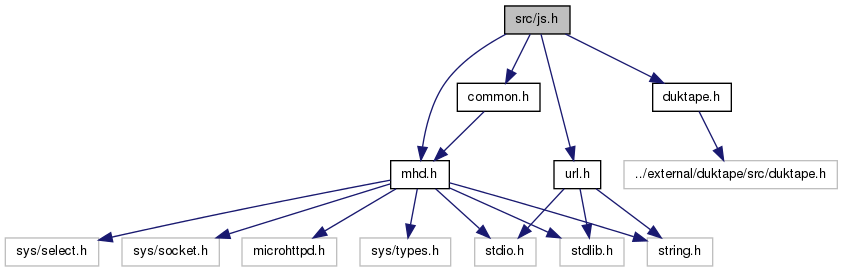 src/js.h
common.h
duktape.h
mhd.h
url.h
../external/duktape/src/duktape.h
sys/select.h
sys/socket.h
microhttpd.h
sys/types.h
stdio.h
stdlib.h
string.h